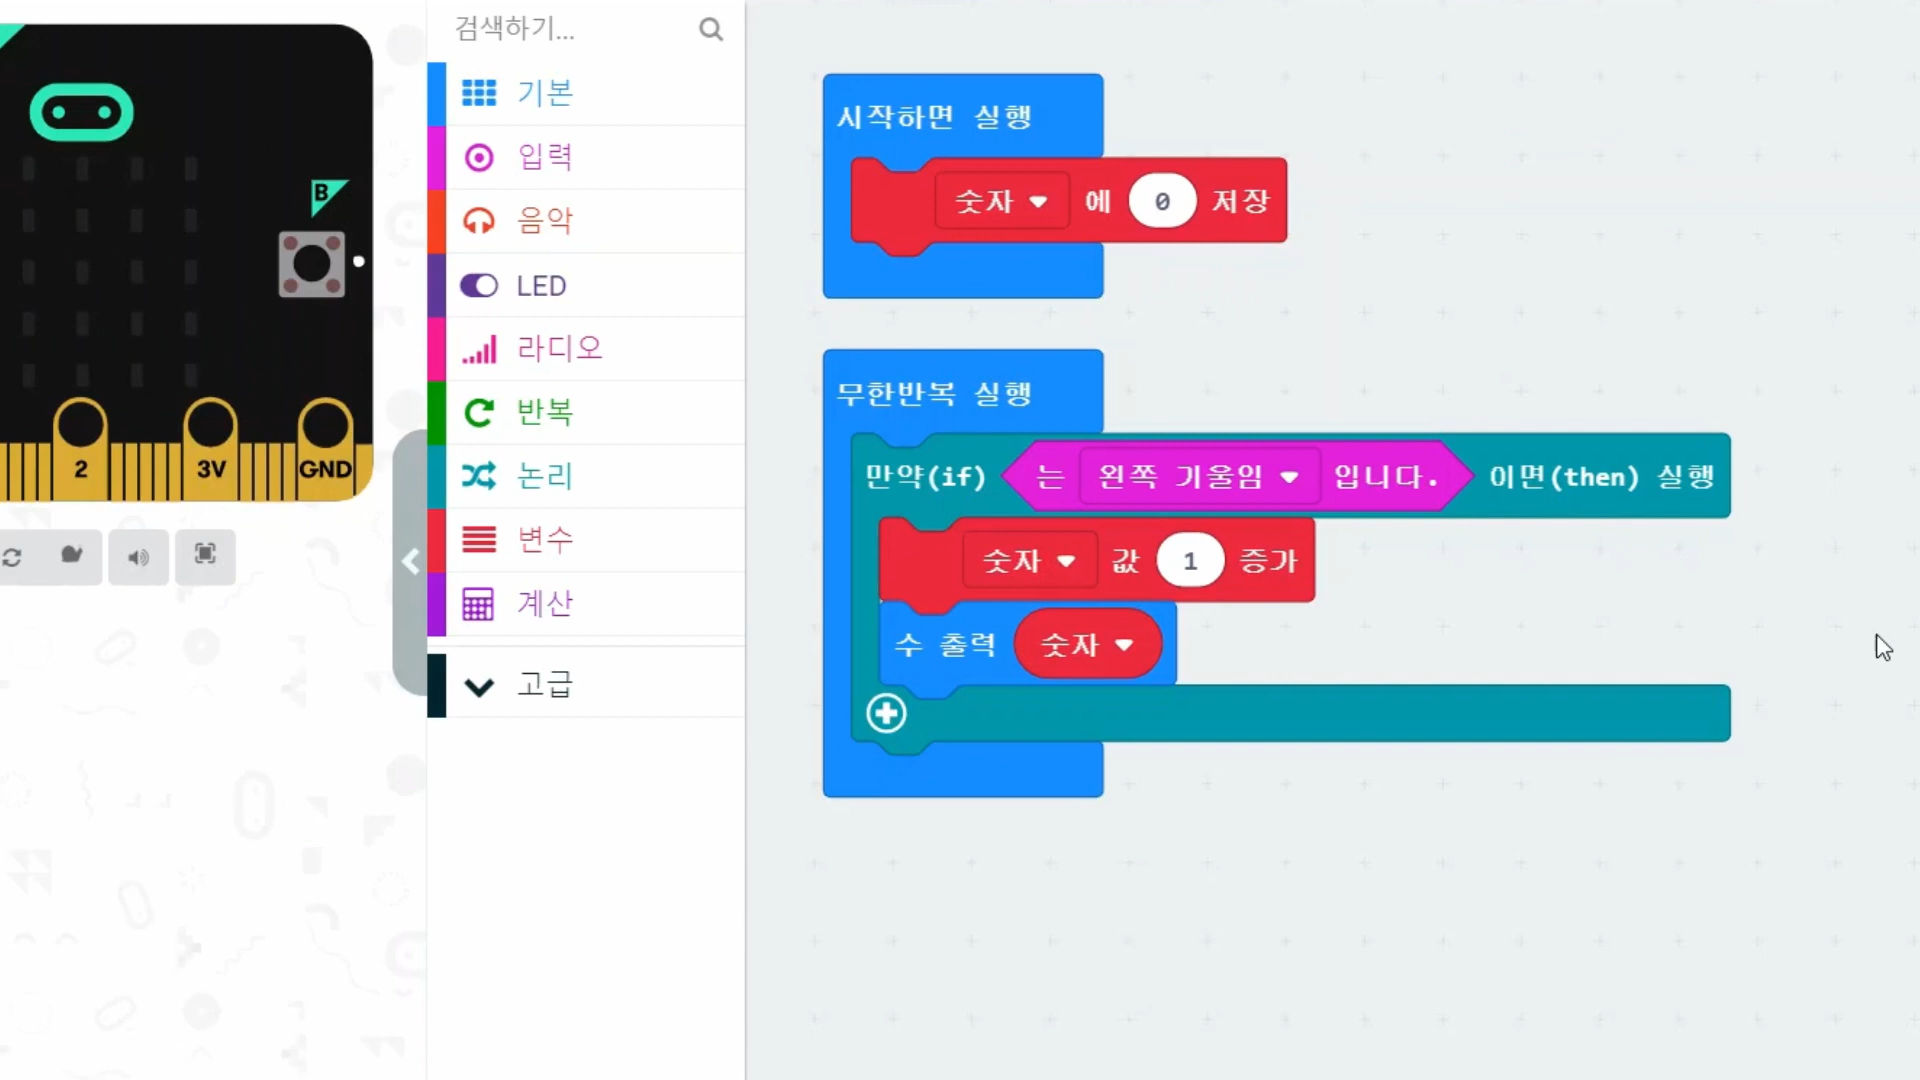 B
2
3V
GND
검색하기...
기본
입력
음악
LED
라디오
반복
논리
변수
계산
고급
시작하면 실행
숫자 에 0 저장
무한반복 실행
만약(if) 는 왼쪽 기울임 입니다. 이면(then) 실행
숫자 값 1 증가
수 출력 숫자